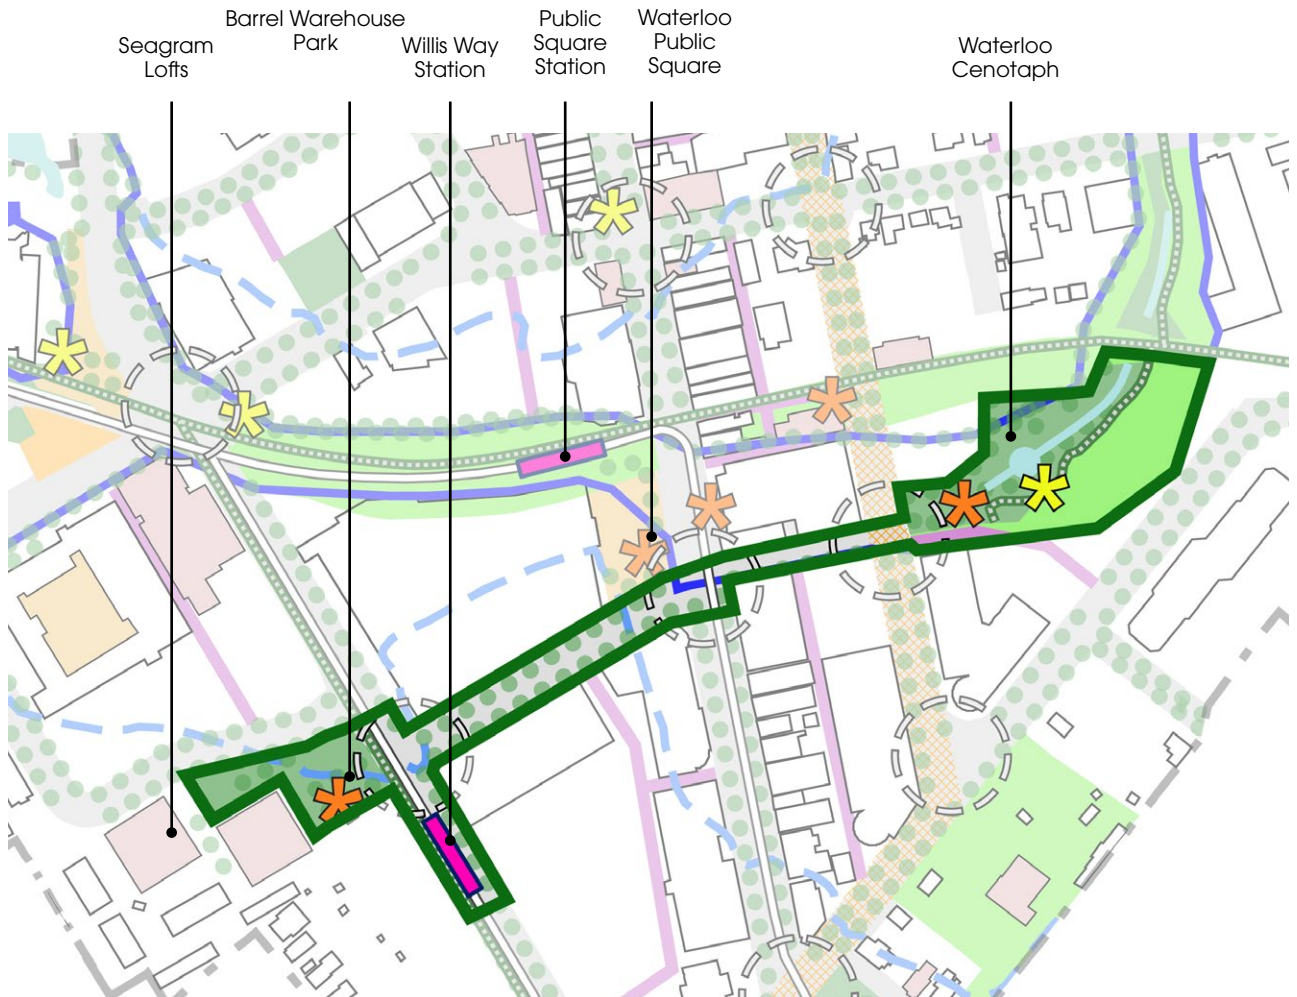 Seagram
Lofts
Barrel Warehouse
Park
Willis Way
Station
Public
Square
Station
Waterloo
Public
Square
Waterloo
Cenotaph